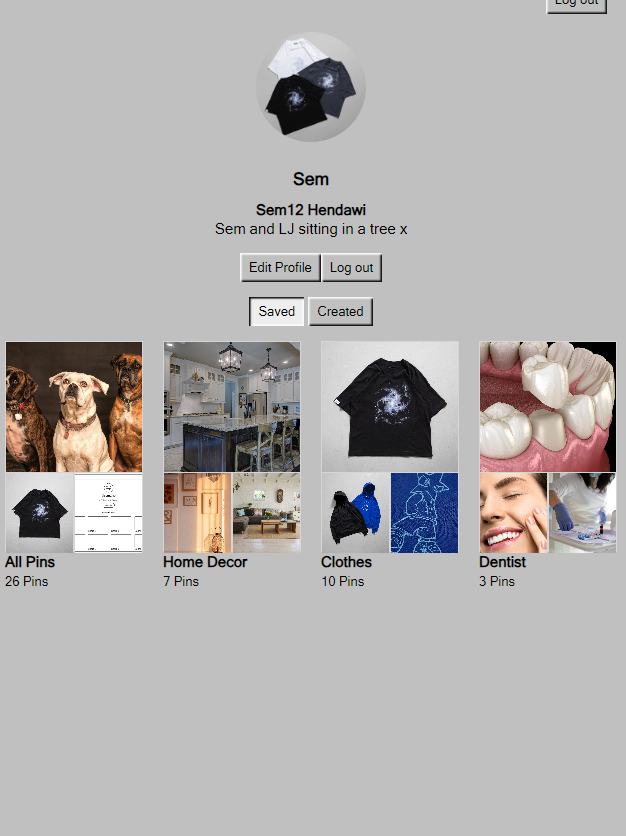 Log out
Sem
Sem12 Hendawi
Sem and LJ sitting in a tree x
Edit Profile Log out
Saved Created
All Pins Home Decor Clothes Dentist
26 Pins 7 Pins 10 Pins 3 Pins